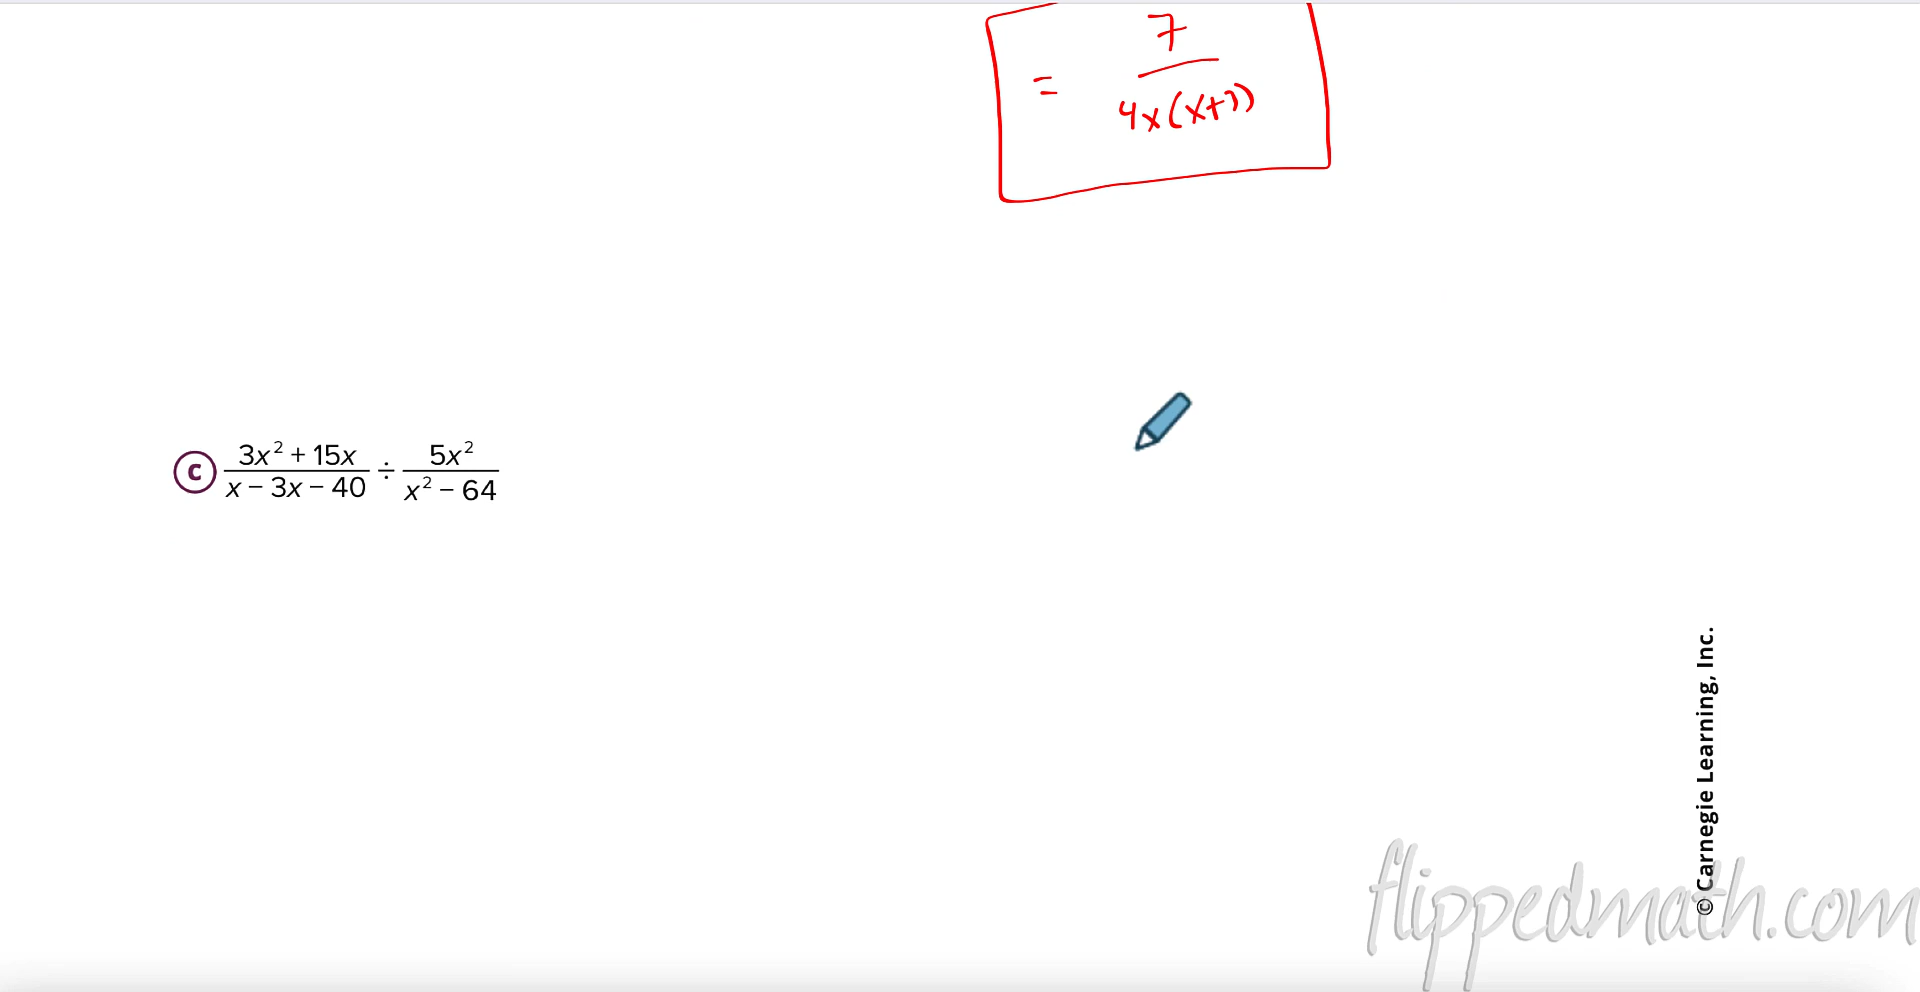 7
=
4x(x+7)
C 3x² + 15x / x − 3x − 40 ÷ 5x² / x² − 64
© Carnegie Learning, Inc.
flippedmath.com